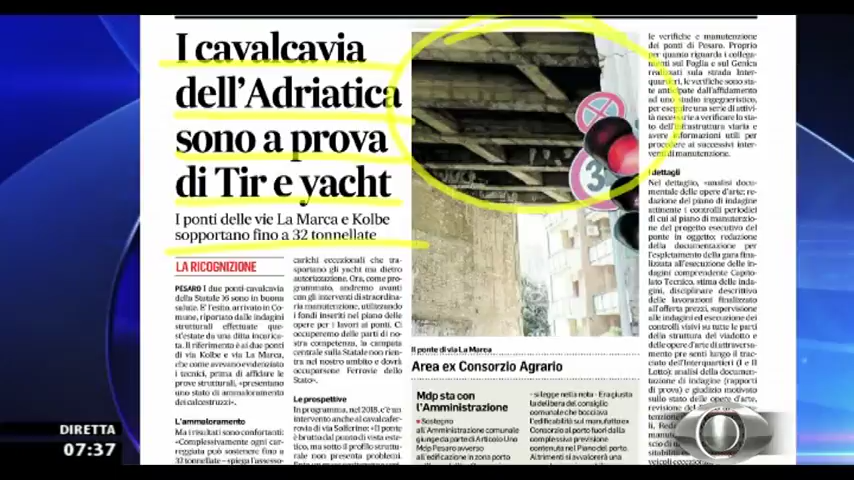 I cavalcavia
dell'Adriatica
sono a prova
di Tir e yacht
I ponti delle vie La Marca e Kolbe
sopportano fino a 32 tonnellate
LA RICOGNIZIONE
PESARO I due ponti-cavalcavia
della Statale 16 sono in buona
salute. E' l'esito, arrivato in Co-
mune, riportato dalle indagini
strutturali effettuate que-
st'estate da una ditta incarica-
ta. Il riferimento è ai due ponti
di via Kolbe e via La Marca,
che come avevano evidenziato
i tecnici, prima di affidare le
prove strutturali, «presentano
uno stato di ammaloramento
dei calcestruzzi».
L'ammaloramento
Ma i risultati sono confortanti:
«Complessivamente ogni car-
reggiata può sostenere fino a
32 tonnellate - spiega l'assesso-
carichi eccezionali che tra-
sportano gli yacht ma dietro
autorizzazione. Ora, come pro-
grammato, andremo avanti
con gli interventi di straordina-
ria manutenzione, utilizzando
i fondi inseriti nel piano delle
opere per i lavori ai ponti. Ci
occuperemo delle parti di no-
stra competenza, la campata
centrale sulla Statale non rien-
tra nel nostro ambito e dovrà
occuparsene Ferrovie dello
Stato».
Le prospettive
In programma, nel 2018, c'è un
intervento anche al cavalcafer-
rovia di via Solferino: «Il ponte
è brutto dal punto di vista este-
tico, ma sotto il profilo struttu-
rale non presenta problemi.
Il ponte di via La Marca
Area ex Consorzio Agrario
Mdp sta con
l'Amministrazione
Sostegno
all'Amministrazione comunale
giunge da parte di Articolo Uno
Mdp Pesaro avverso
all'edificazione in zona porto
- si legge nella nota - Era giusta
la delibera del consiglio
comunale che bocciava
l'edificabilità sul manufatto ex
Consorzio al porto fuori dalla
complessiva previsione
contenuta nel Piano del porto.
Altrimenti si avvalorerà una
le verifiche e manutenzione
dei ponti di Pesaro. Proprio
per quanto riguarda i collega-
menti sul Foglia e sul Genica
realizzati sulla strada Inter-
quartieri, le verifiche sono sta-
te anticipate dall'affidamento
ad uno studio ingegneristico,
per eseguire una serie di attivi-
tà necessarie a verificare lo sta-
to dell'infrastruttura viaria e
avere informazioni utili per
procedere ai successivi inter-
venti di manutenzione.
I dettagli
Nel dettaglio, «analisi docu-
mentale delle opere d'arte; re-
dazione del piano di indagine
di cui al piano di manutenzio-
ne del progetto esecutivo del
ponte in oggetto; redazione
della documentazione per
l'espletamento della gara fina-
lizzata all'esecuzione delle in-
dagini comprendente Capito-
lato Tecnico, stima delle inda-
gini, disciplinare descrittivo
delle lavorazioni finalizzato
all'offerta prezzi, supervisione
alle indagini ed esecuzione dei
controlli visivi su tutte le parti
della struttura del viadotto e
delle opere d'arte di attraversa-
mento pre senti lungo il trac-
ciato dell'Interquartieri (I e II
Lotto): analisi della documen-
tazione di indagine (rapporti
di prova) e giudizio motivato
sullo stato delle opere d'arte,
revisione del
DIRETTA
07:37